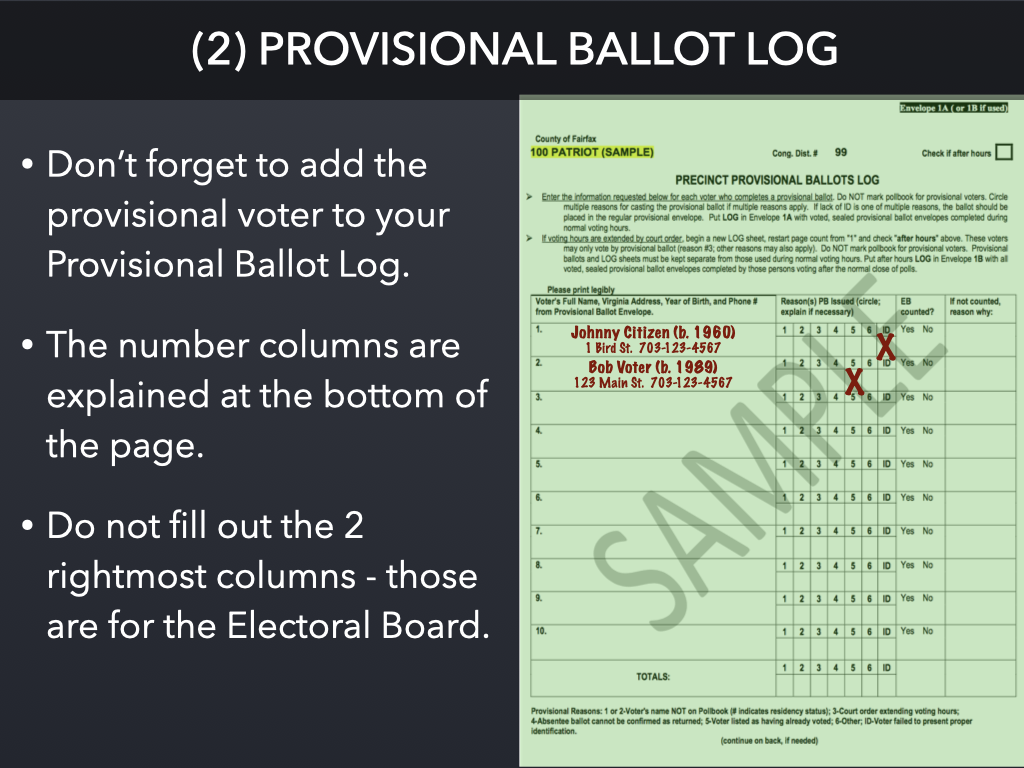 (2) PROVISIONAL BALLOT LOG
• Don’t forget to add the
provisional voter to your
Provisional Ballot Log.
• The number columns are
explained at the bottom of
the page.
• Do not fill out the 2
rightmost columns - those
are for the Electoral Board.
Envelope 1A ( or 1B if used)
County of Fairfax
100 PATRIOT (SAMPLE) Cong. Dist. # 99 Check if after hours
PRECINCT PROVISIONAL BALLOTS LOG
➢ Enter the information requested below for each voter who completes a provisional ballot. Do NOT mark pollbook for provisional voters. Circle
multiple reasons for casting the provisional ballot if multiple reasons apply. If lack of ID is one of multiple reasons, the ballot should be
placed in the regular provisional envelope. Put LOG in Envelope 1A with voted, sealed provisional ballot envelopes completed during
normal voting hours.
➢ If voting hours are extended by court order, begin a new LOG sheet, restart page count from "1" and check "after hours" above. These voters
may only vote by provisional ballot (reason #3; other reasons may also apply). Do NOT mark pollbook for provisional voters. Provisional
ballots and LOG sheets must be kept separate from those used during normal voting hours. Put after hours LOG in Envelope 1B with all
voted, sealed provisional ballot envelopes completed by those persons voting after the normal close of polls.
Please print legibly
Voter's Full Name, Virginia Address, Year of Birth, and Phone # Reason(s) PB Issued (circle; EB If not counted,
from Provisional Ballot Envelope. explain if necessary) counted? reason why:
1. Johnny Citizen (b. 1960) 1 2 3 4 5 6 ID Yes No
1 Bird St. 703-123-4567 X
2. Bob Voter (b. 1989) 1 2 3 4 5 6 ID Yes No
123 Main St. 703-123-4567 X
3. 1 2 3 4 5 6 ID Yes No
4. 1 2 3 4 5 6 ID Yes No
5. 1 2 3 4 5 6 ID Yes No
6. 1 2 3 4 5 6 ID Yes No
7. 1 2 3 4 5 6 ID Yes No
8. 1 2 3 4 5 6 ID Yes No
9. 1 2 3 4 5 6 ID Yes No
10. 1 2 3 4 5 6 ID Yes No
TOTALS: 1 2 3 4 5 6 ID
SAMPLE
Provisional Reasons: 1 or 2-Voter's name NOT on Pollbook (# indicates residency status); 3-Court order extending voting hours;
4-Absentee ballot cannot be confirmed as returned; 5-Voter listed as having already voted; 6-Other; ID-Voter failed to present proper
identification.
(continue on back, if needed)